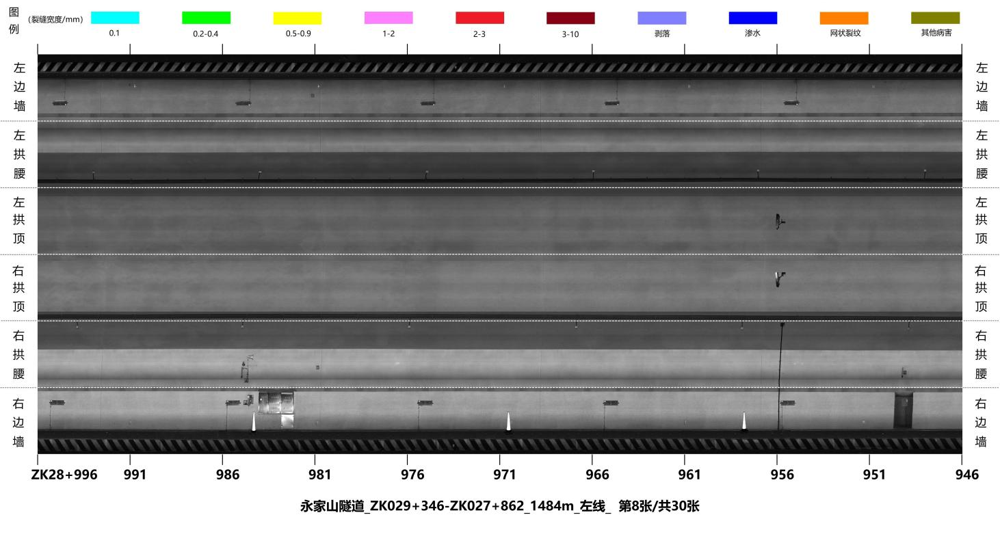 图例 (裂缝宽度/mm)
0.1 0.2-0.4 0.5-0.9 1-2 2-3 3-10 剥落 渗水 网状裂纹 其他病害
左边墙 左边墙
左拱腰 左拱腰
左拱顶 左拱顶
右拱顶 右拱顶
右拱腰 右拱腰
右边墙 右边墙
ZK28+996 991 986 981 976 971 966 961 956 951 946
永家山隧道_ZK029+346-ZK027+862_1484m_左线_ 第8张/共30张